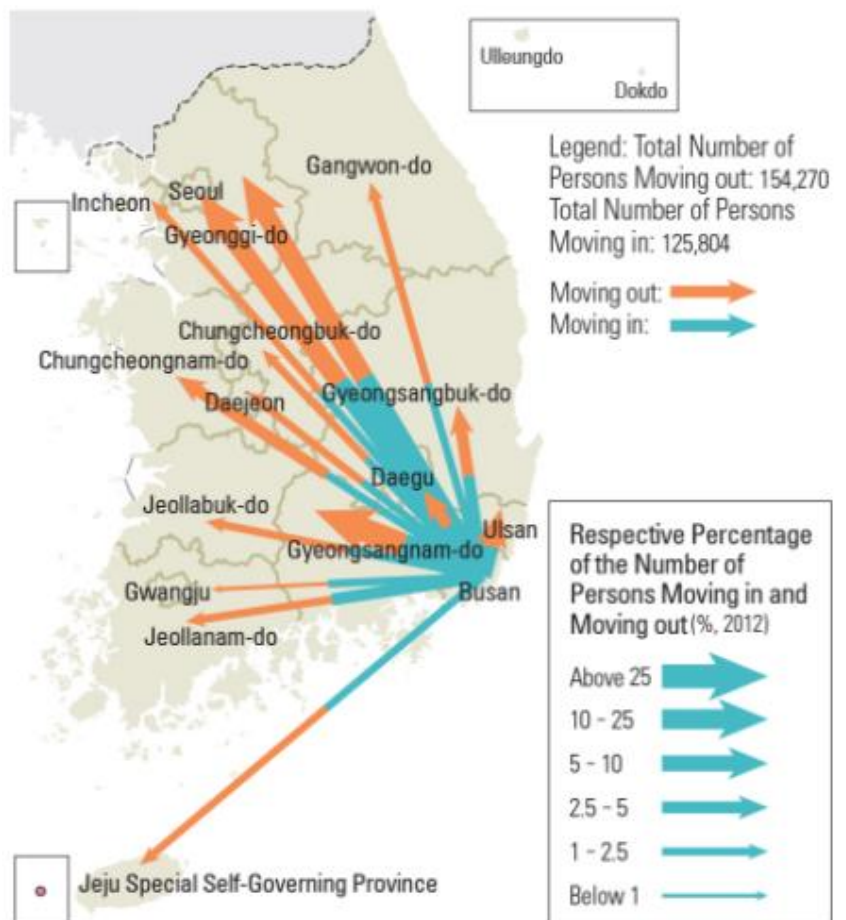 Ulleungdo
Dokdo
Legend: Total Number of
Persons Moving out: 154,270
Total Number of Persons
Moving in: 125,804
Moving out:
Moving in:
Gangwon-do
Seoul
Incheon
Gyeonggi-do
Chungcheongbuk-do
Chungcheongnam-do
Gyeongsangbuk-do
Daejeon
Daegu
Jeollabuk-do
Ulsan
Gyeongsangnam-do
Gwangju
Busan
Jeollanam-do
Jeju Special Self-Governing Province
Respective Percentage
of the Number of
Persons Moving in and
Moving out (%, 2012)
Above 25
10 - 25
5 - 10
2.5 - 5
1 - 2.5
Below 1